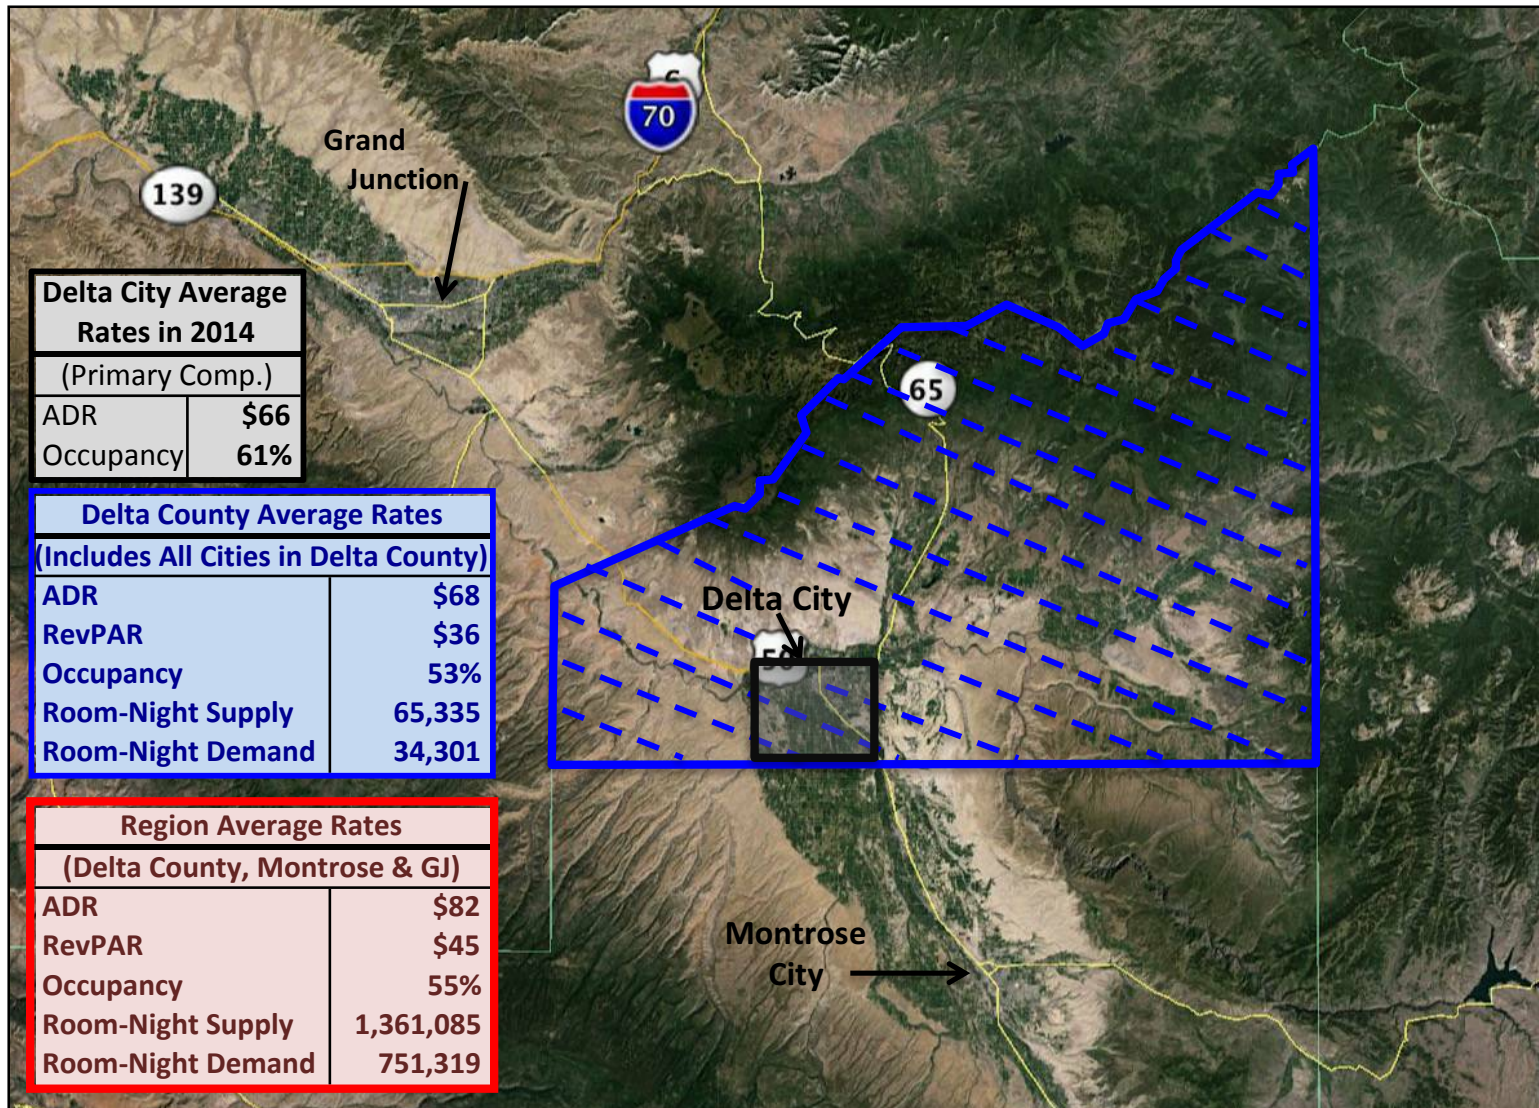 6
70
Grand
Junction
139
Delta City Average
Rates in 2014
(Primary Comp.)
ADR $66
Occupancy 61%
65
Delta County Average Rates
(Includes All Cities in Delta County)
ADR $68
RevPAR $36
Occupancy 53%
Room-Night Supply 65,335
Room-Night Demand 34,301
Delta City
50
Region Average Rates
(Delta County, Montrose & GJ)
ADR $82
RevPAR $45
Occupancy 55%
Room-Night Supply 1,361,085
Room-Night Demand 751,319
Montrose
City